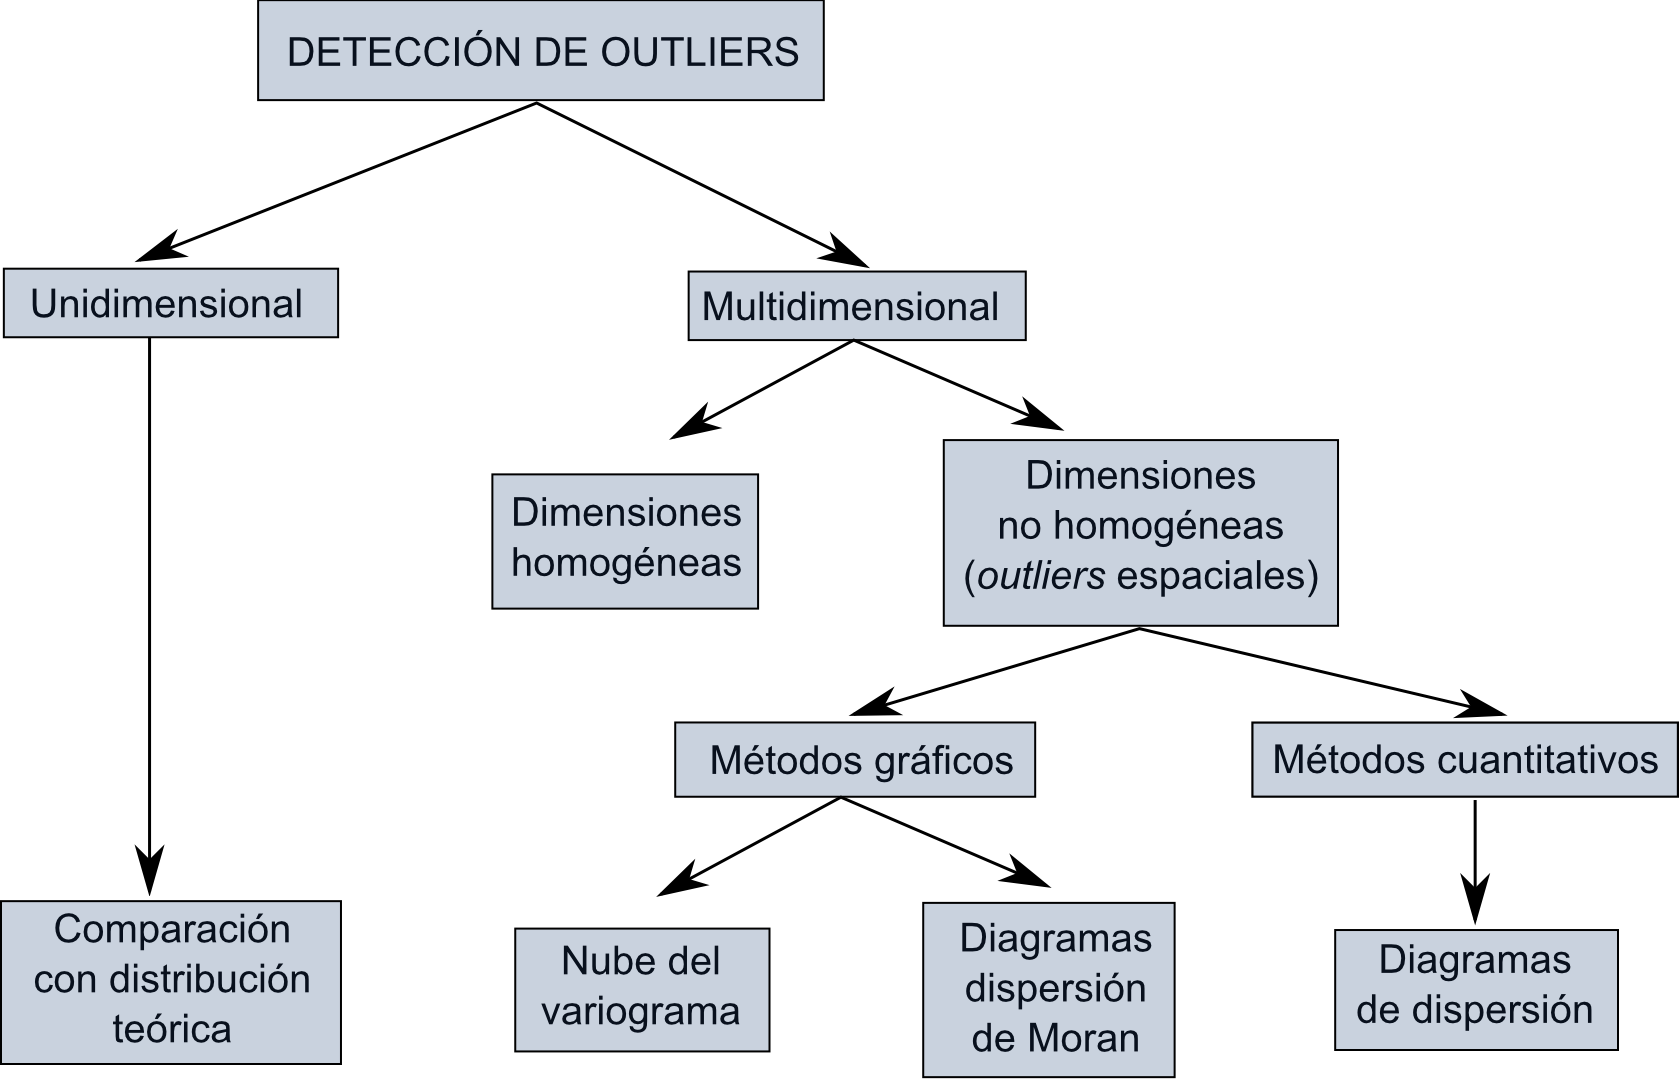 DETECCIÓN DE OUTLIERS
Unidimensional
Multidimensional
Dimensiones
homogéneas
Dimensiones
no homogéneas
(outliers espaciales)
Métodos gráficos
Métodos cuantitativos
Comparación
con distribución
teórica
Nube del
variograma
Diagramas
dispersión
de Moran
Diagramas
de dispersión